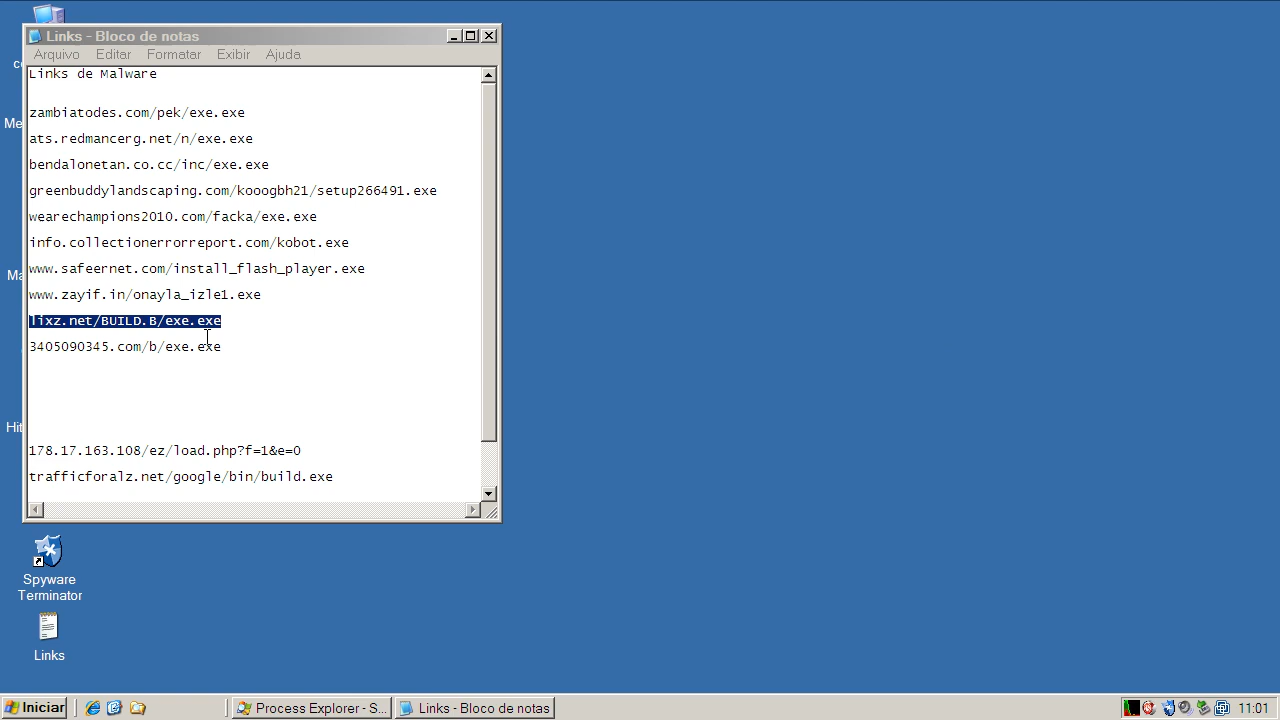 Links - Bloco de notas
Arquivo Editar Formatar Exibir Ajuda
Links de Malware
zambiatodes.com/pek/exe.exe
ats.redmancerg.net/n/exe.exe
bendalonetan.co.cc/inc/exe.exe
greenbuddylandscaping.com/kooogbh21/setup266491.exe
wearechampions2010.com/facka/exe.exe
info.collectionerrorreport.com/kobot.exe
www.safeernet.com/install_flash_player.exe
www.zayif.in/onayla_izle1.exe
lixz.net/BUILD.B/exe.exe
3405090345.com/b/exe.exe
178.17.163.108/ez/load.php?f=1&e=0
trafficforalz.net/google/bin/build.exe
Me
Ma
Hit
Spyware
Terminator
Links
Iniciar Process Explorer - S... Links - Bloco de notas 11:01